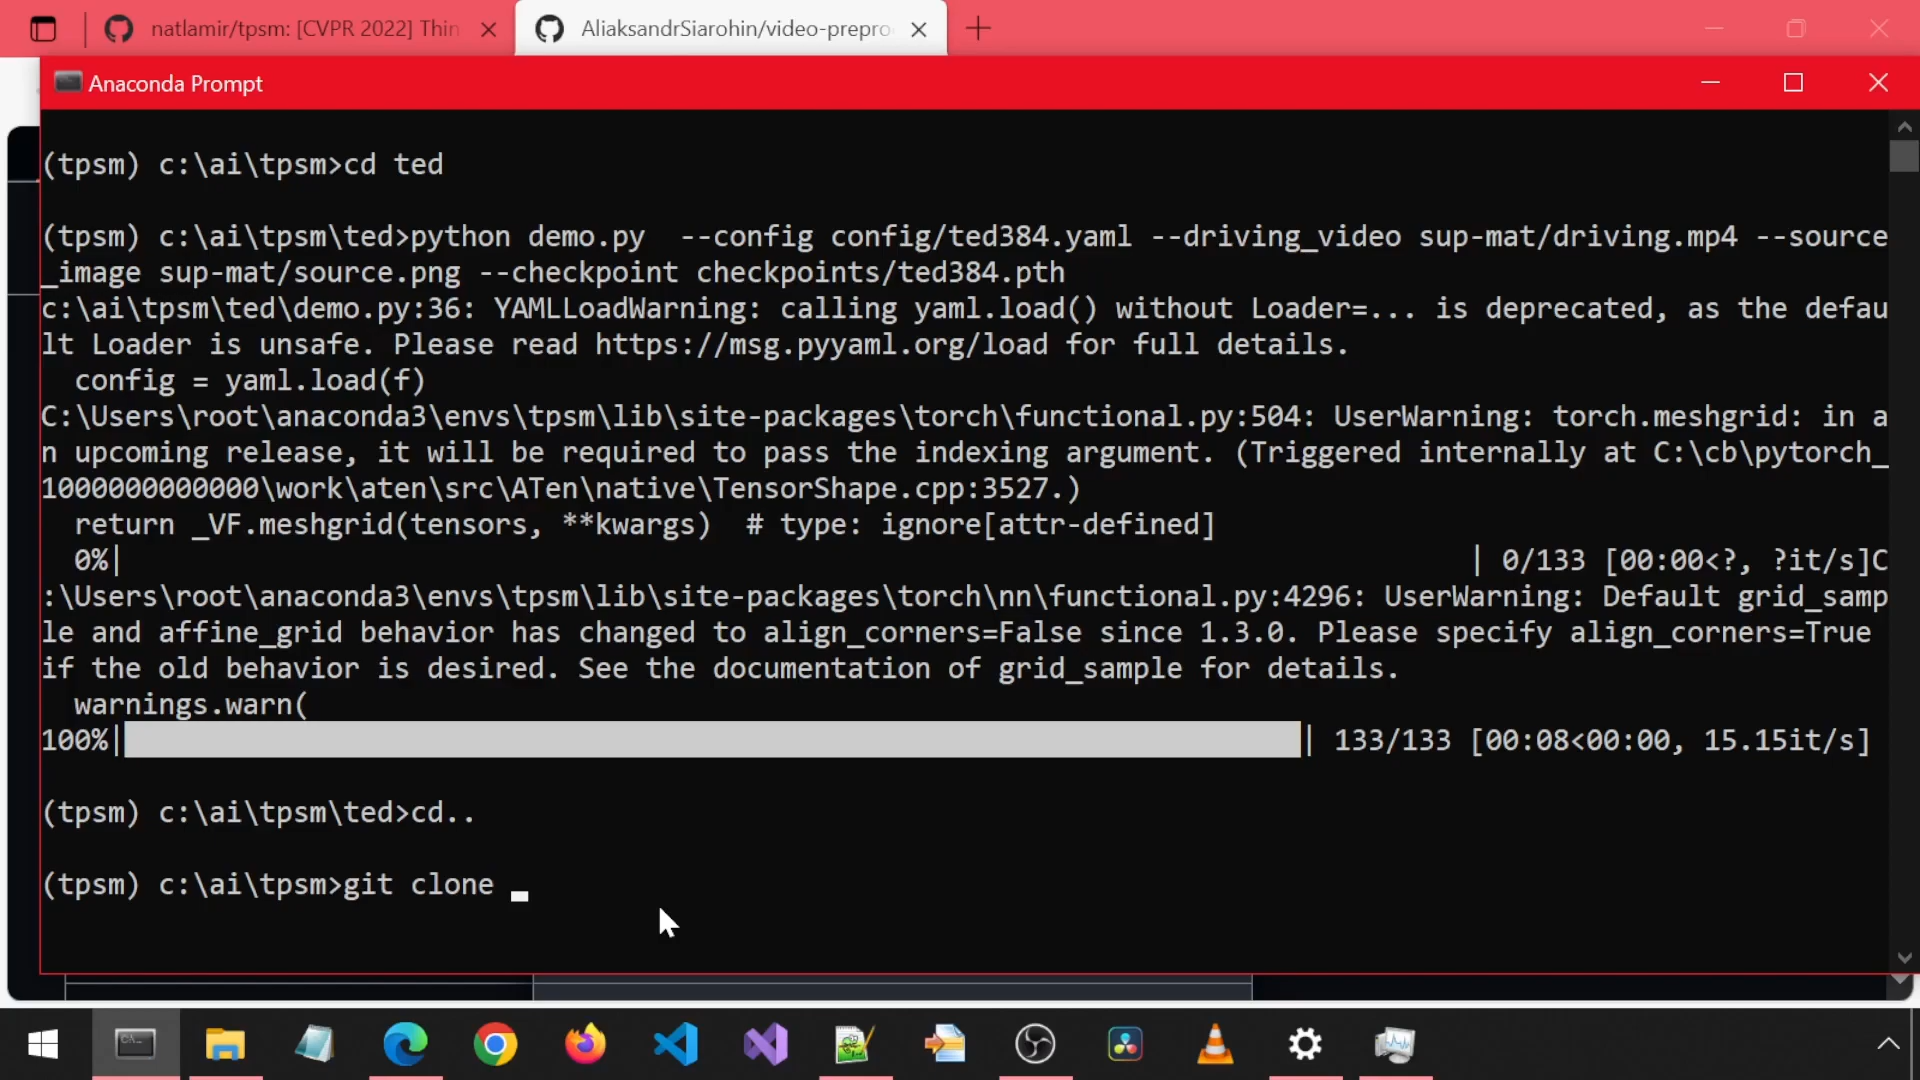 natlamir/tpsm: [CVPR 2022] Thin
AliaksandrSiarohin/video-prepro
Anaconda Prompt
(tpsm) c:\ai\tpsm>cd ted
(tpsm) c:\ai\tpsm\ted>python demo.py  --config config/ted384.yaml --driving_video sup-mat/driving.mp4 --source
_image sup-mat/source.png --checkpoint checkpoints/ted384.pth
c:\ai\tpsm\ted\demo.py:36: YAMLLoadWarning: calling yaml.load() without Loader=... is deprecated, as the defau
lt Loader is unsafe. Please read https://msg.pyyaml.org/load for full details.
  config = yaml.load(f)
C:\Users\root\anaconda3\envs\tpsm\lib\site-packages\torch\functional.py:504: UserWarning: torch.meshgrid: in a
n upcoming release, it will be required to pass the indexing argument. (Triggered internally at C:\cb\pytorch_
1000000000000\work\aten\src\ATen\native\TensorShape.cpp:3527.)
  return _VF.meshgrid(tensors, **kwargs)  # type: ignore[attr-defined]
  0%| | 0/133 [00:00<?, ?it/s]C
:\Users\root\anaconda3\envs\tpsm\lib\site-packages\torch\nn\functional.py:4296: UserWarning: Default grid_samp
le and affine_grid behavior has changed to align_corners=False since 1.3.0. Please specify align_corners=True
if the old behavior is desired. See the documentation of grid_sample for details.
  warnings.warn(
100%| | 133/133 [00:08<00:00, 15.15it/s]
(tpsm) c:\ai\tpsm\ted>cd..
(tpsm) c:\ai\tpsm>git clone